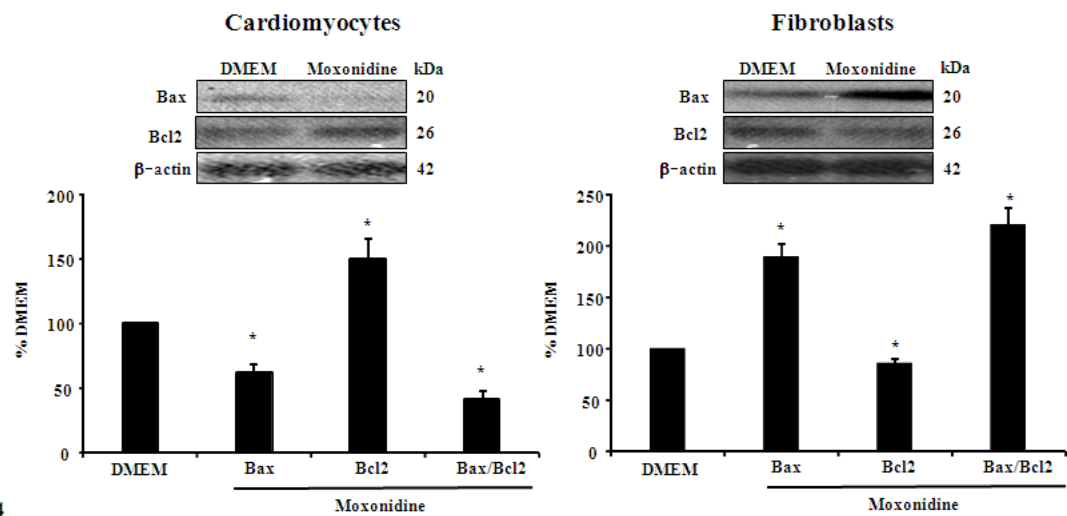 Cardiomyocytes
DMEM Moxonidine kDa
Bax 20
Bcl2 26
β-actin 42
200
150
100
50
0
% DMEM
*
*
*
DMEM Bax Bcl2 Bax/Bcl2
Moxonidine
Fibroblasts
DMEM Moxonidine kDa
Bax 20
Bcl2 26
β-actin 42
250
200
150
100
50
0
% DMEM
*
*
*
DMEM Bax Bcl2 Bax/Bcl2
Moxonidine
4